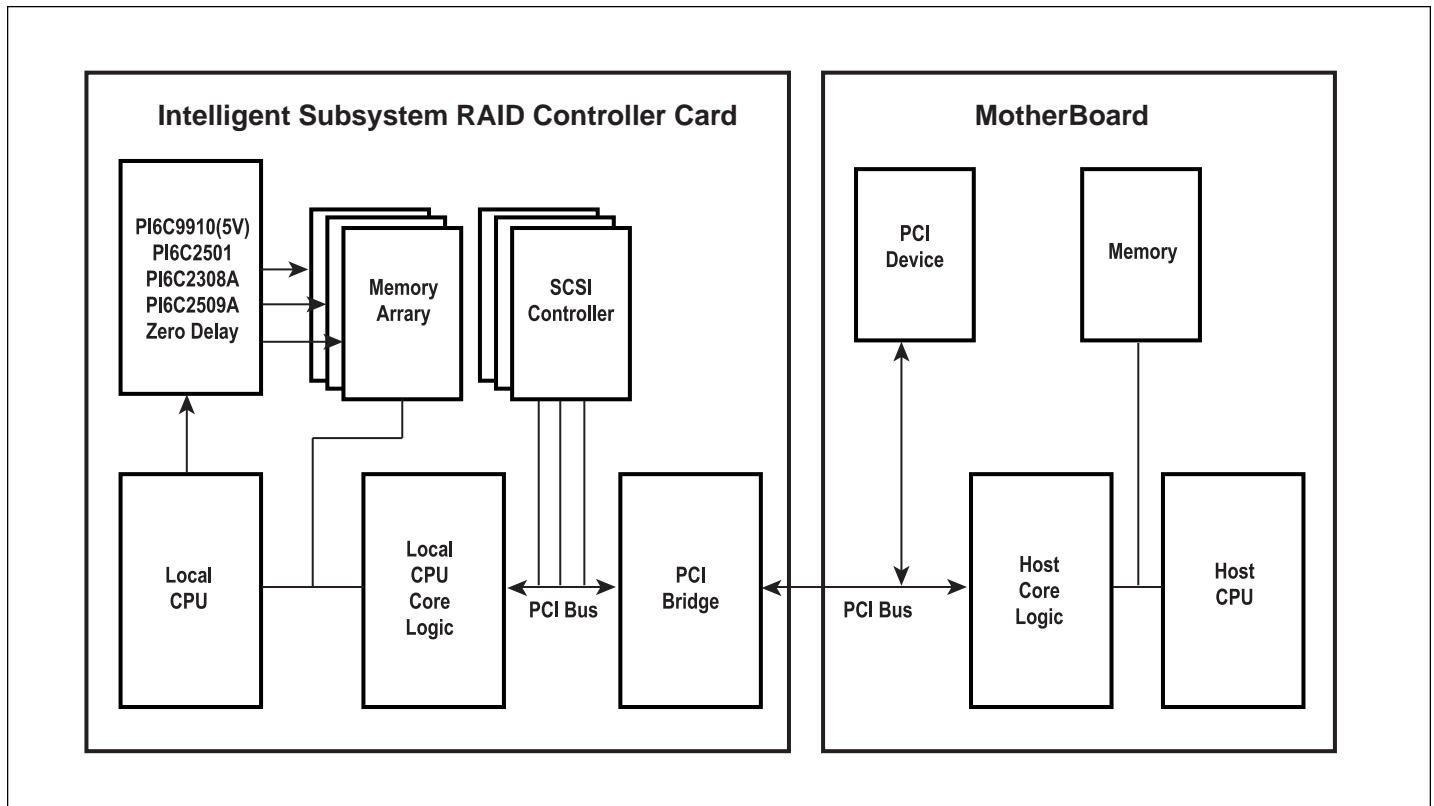 Intelligent Subsystem RAID Controller Card
PI6C9910(5V)
PI6C2501
PI6C2308A
PI6C2509A
Zero Delay
Memory
Arrary
SCSI
Controller
Local
CPU
Local
CPU
Core
Logic
PCI Bus
PCI
Bridge
MotherBoard
PCI
Device
Memory
PCI Bus
Host
Core
Logic
Host
CPU